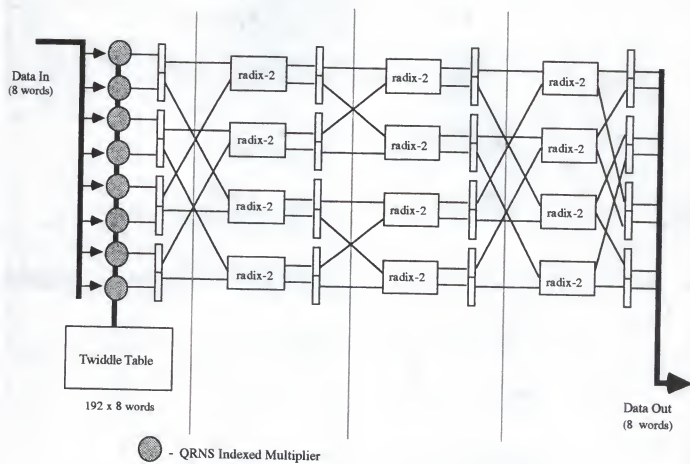 Data In
(8 words)
radix-2
radix-2
radix-2
radix-2
radix-2
radix-2
radix-2
radix-2
radix-2
radix-2
radix-2
radix-2
Twiddle Table
192 x 8 words
Data Out
(8 words)
- QRNS Indexed Multiplier